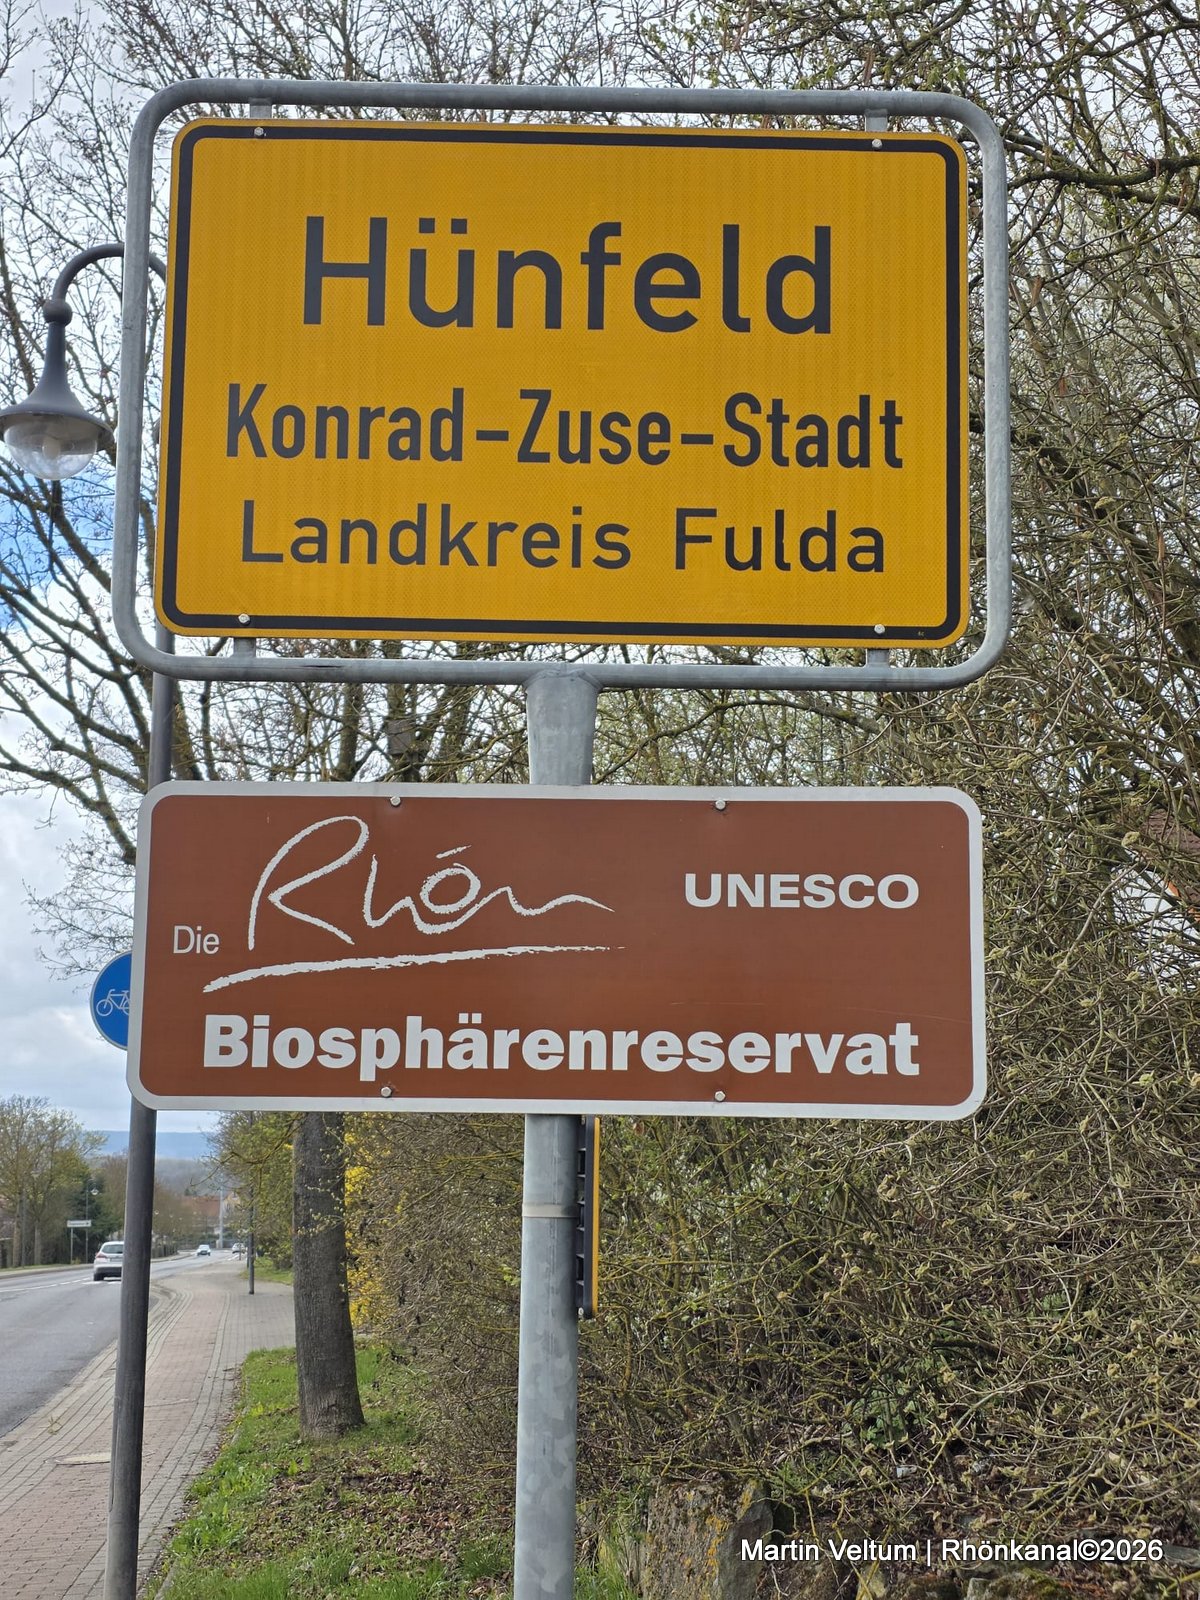 Hünfeld
Konrad-Zuse-Stadt
Landkreis Fulda
Die Rhön UNESCO
Biosphärenreservat
Martin Veltum | Rhönkanal©2026